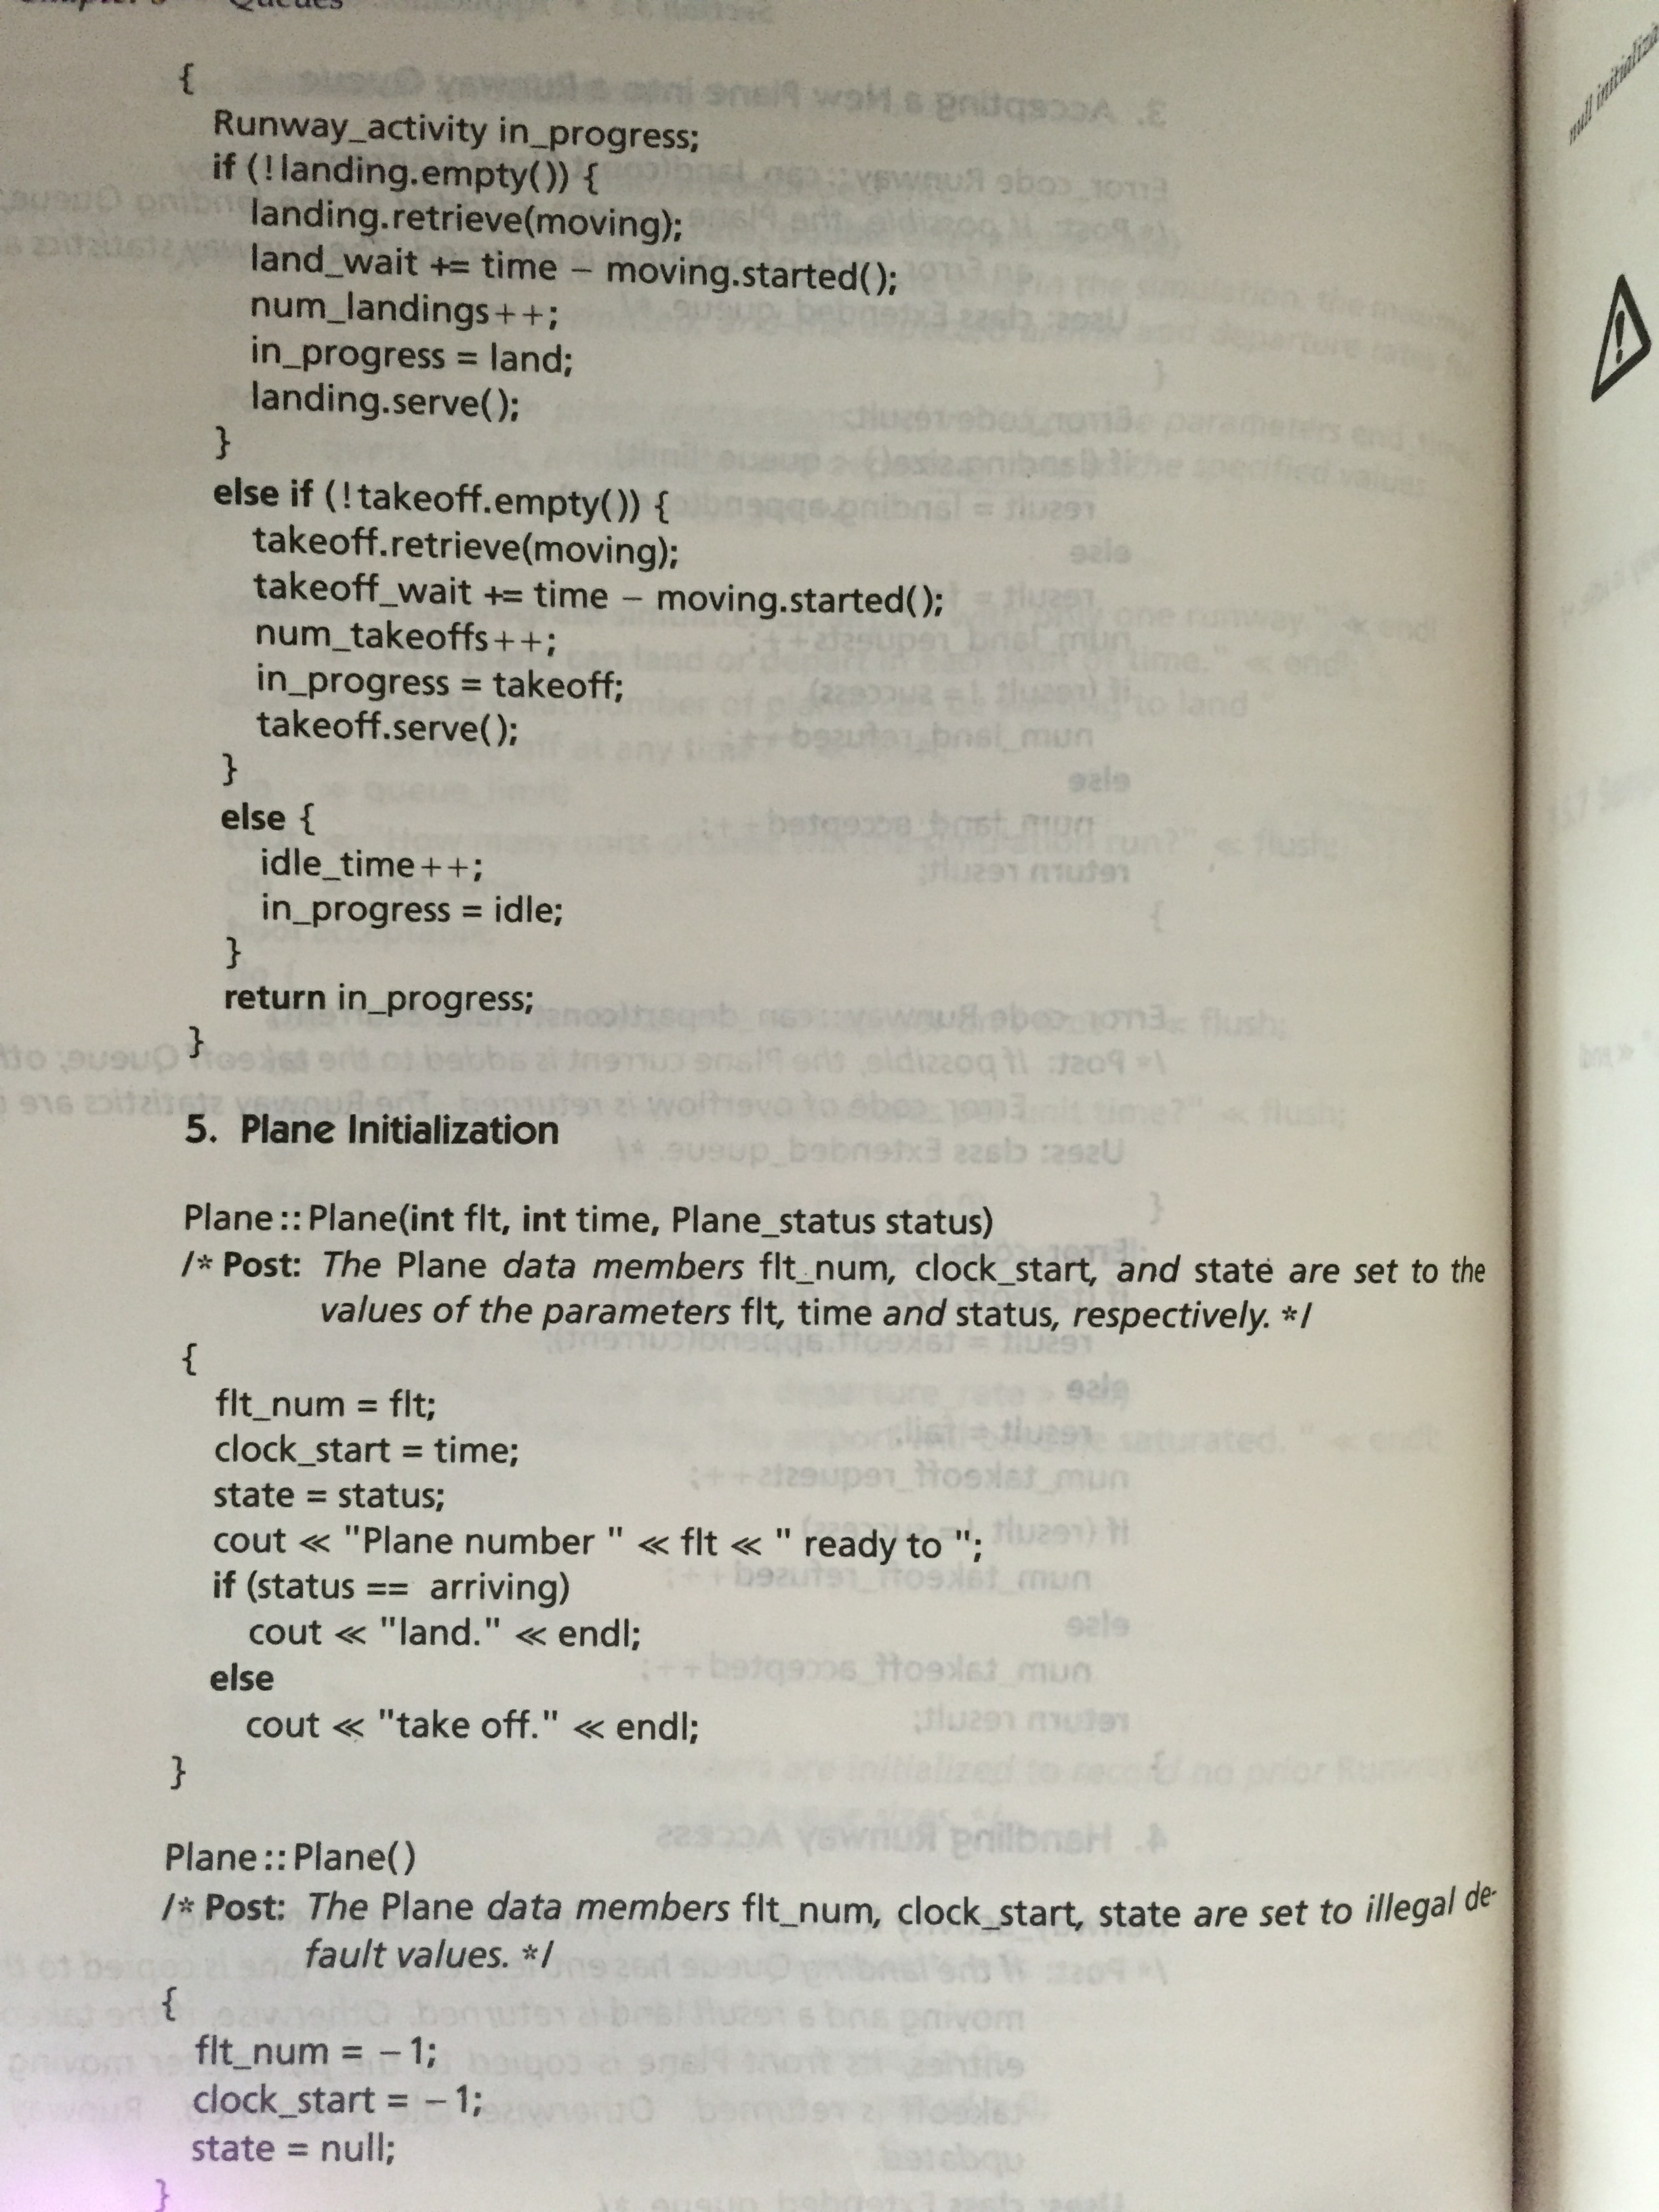 Queues
{
Runway_activity in_progress;
if (!landing.empty()) {
landing.retrieve(moving);
land_wait += time − moving.started();
num_landings++;
in_progress = land;
landing.serve();
}
else if (!takeoff.empty()) {
takeoff.retrieve(moving);
takeoff_wait += time − moving.started();
num_takeoffs++;
in_progress = takeoff;
takeoff.serve();
}
else {
idle_time++;
in_progress = idle;
}
return in_progress;
}
5. Plane Initialization
Plane::Plane(int flt, int time, Plane_status status)
/* Post: The Plane data members flt_num, clock_start, and state are set to the
values of the parameters flt, time and status, respectively. */
{
flt_num = flt;
clock_start = time;
state = status;
cout << "Plane number " << flt << " ready to ";
if (status == arriving)
cout << "land." << endl;
else
cout << "take off." << endl;
}
Plane::Plane()
/* Post: The Plane data members flt_num, clock_start, state are set to illegal de-
fault values. */
{
flt_num = −1;
clock_start = −1;
state = null;
}